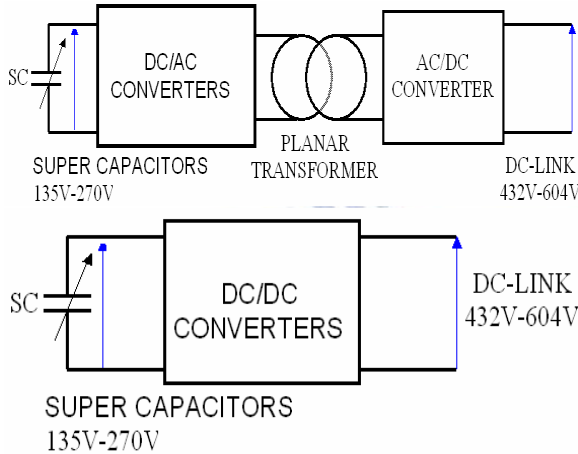 SC
DC/AC
CONVERTERS
AC/DC
CONVERTER
SUPER CAPACITORS
135V-270V
PLANAR
TRANSFORMER
DC-LINK
432V-604V
SC
DC/DC
CONVERTERS
DC-LINK
432V-604V
SUPER CAPACITORS
135V-270V